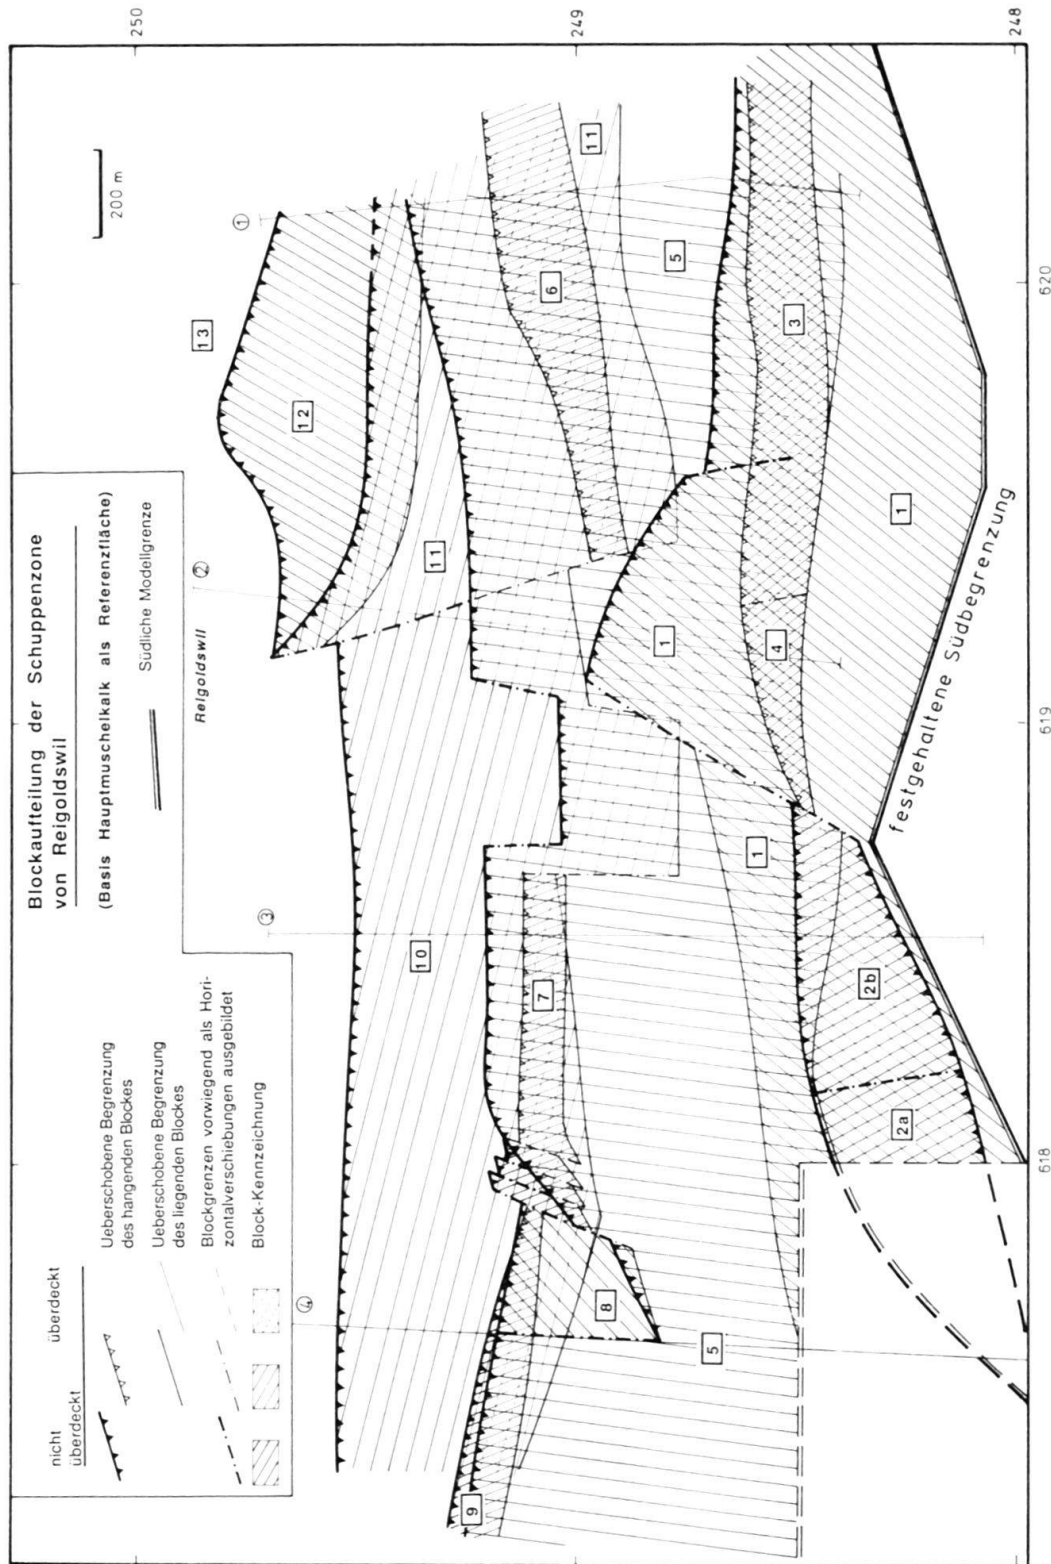 Blockaufteilung der Schuppenzone
von Reigoldswil
(Basis Hauptmuschelkalk als Referenzfläche)
Südliche Modellgrenze
nicht
überdeckt
überdeckt
Ueberschobene Begrenzung
des hangenden Blockes
Ueberschobene Begrenzung
des liegenden Blockes
Blockgrenzen vorwiegend als Hori-
zontalverschiebungen ausgebildet
Block-Kennzeichnung
Reigoldswil
200 m
250
249
248
618
619
620
1
2
3
4
13
12
11
11
10
6
5
3
1
1
4
1
7
2b
2a
8
5
9
festgehaltene Südbegrenzung